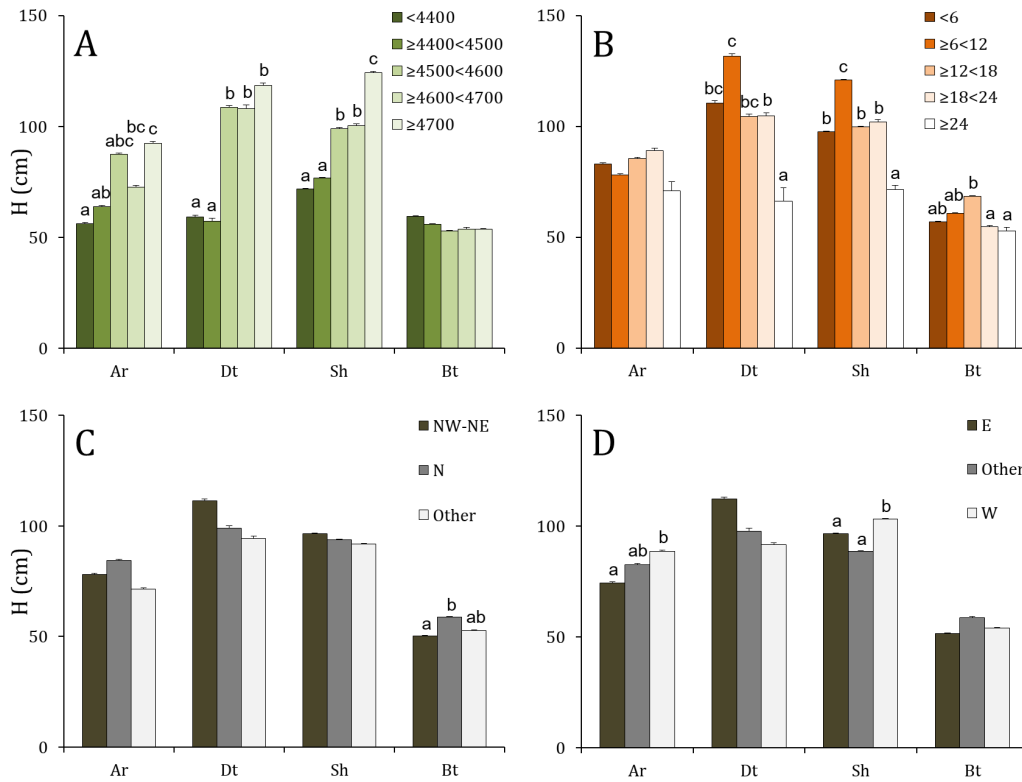 A
H (cm)
150
100
50
0
<4400
≥4400<4500
≥4500<4600
≥4600<4700
≥4700
a
ab
abc
bc
c
a
a
b
b
b
a
a
b
b
c
Ar
Dt
Sh
Bt
B
150
100
50
0
<6
≥6<12
≥12<18
≥18<24
≥24
bc
c
bc
b
a
b
c
b
b
a
ab
ab
b
a
a
Ar
Dt
Sh
Bt
C
H (cm)
150
100
50
0
NW-NE
N
Other
a
b
ab
Ar
Dt
Sh
Bt
D
150
100
50
0
E
Other
W
a
ab
b
a
a
b
Ar
Dt
Sh
Bt